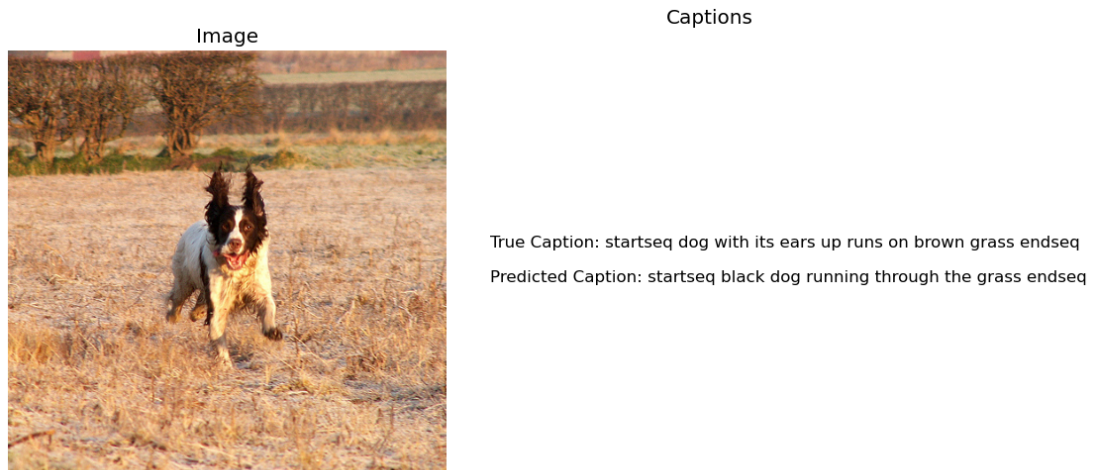 Image
Captions
True Caption: startseq dog with its ears up runs on brown grass endseq
Predicted Caption: startseq black dog running through the grass endseq